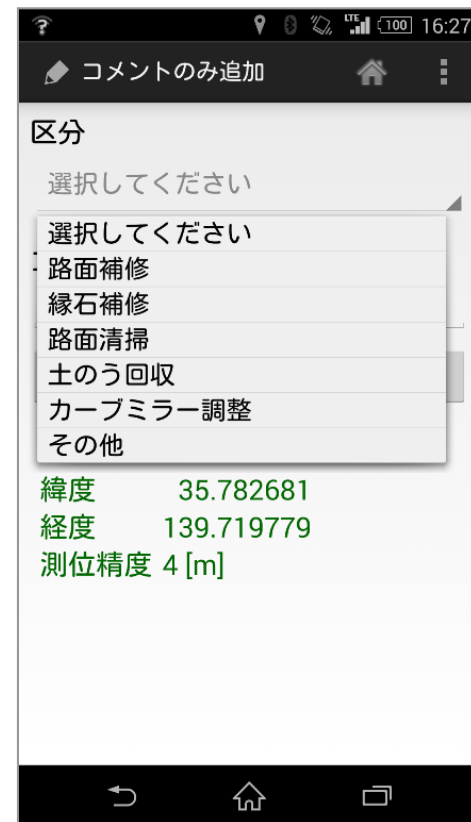 LTE 100 16:27
コメントのみ追加
区分
選択してください
選択してください
路面補修
縁石補修
路面清掃
土のう回収
カーブミラー調整
その他
緯度 35.782681
経度 139.719779
測位精度 4 [m]